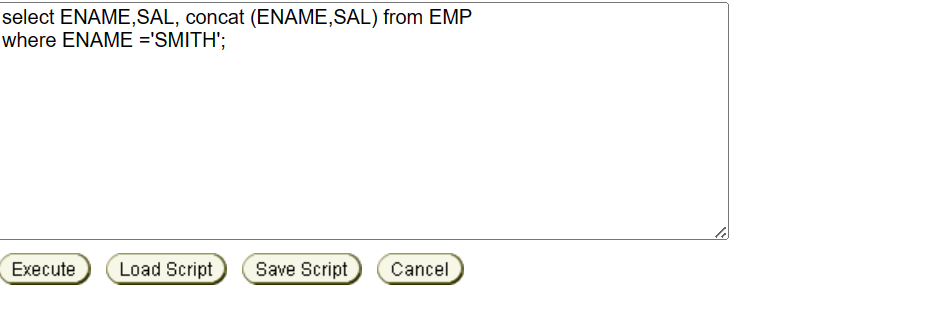 select ENAME,SAL, concat (ENAME,SAL) from EMP
where ENAME ='SMITH';
Execute Load Script Save Script Cancel